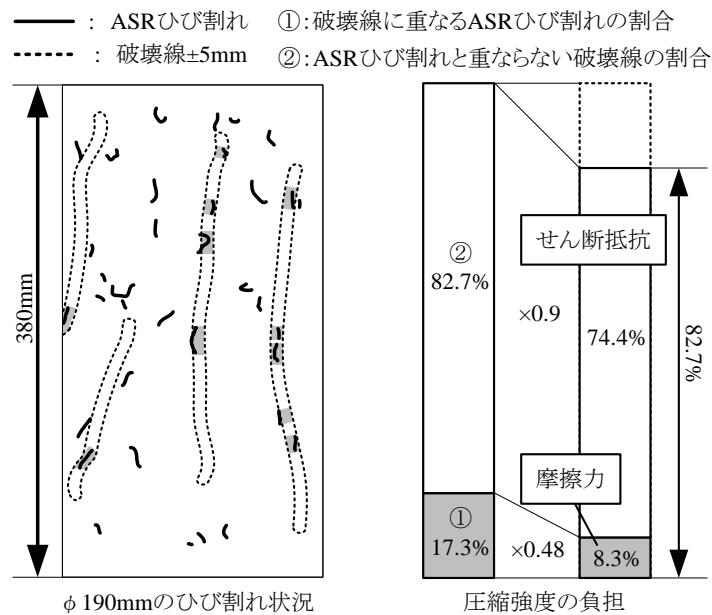 : ASRひび割れ ①:破壊線に重なるASRひび割れの割合
: 破壊線±5mm ②:ASRひび割れと重ならない破壊線の割合
380mm
②
82.7%
×0.9
せん断抵抗
74.4%
82.7%
摩擦力
①
17.3%
×0.48
8.3%
φ190mmのひび割れ状況
圧縮強度の負担